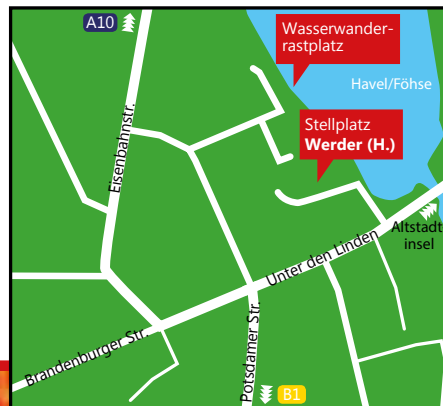 A10
Wasserwander-
rastplatz
Havel/Föhse
Stellplatz
Werder (H.)
Eisenbahnstr.
Altstadt
insel
Unter den Linden
Brandenburger Str.
Potsdamer Str.
B1